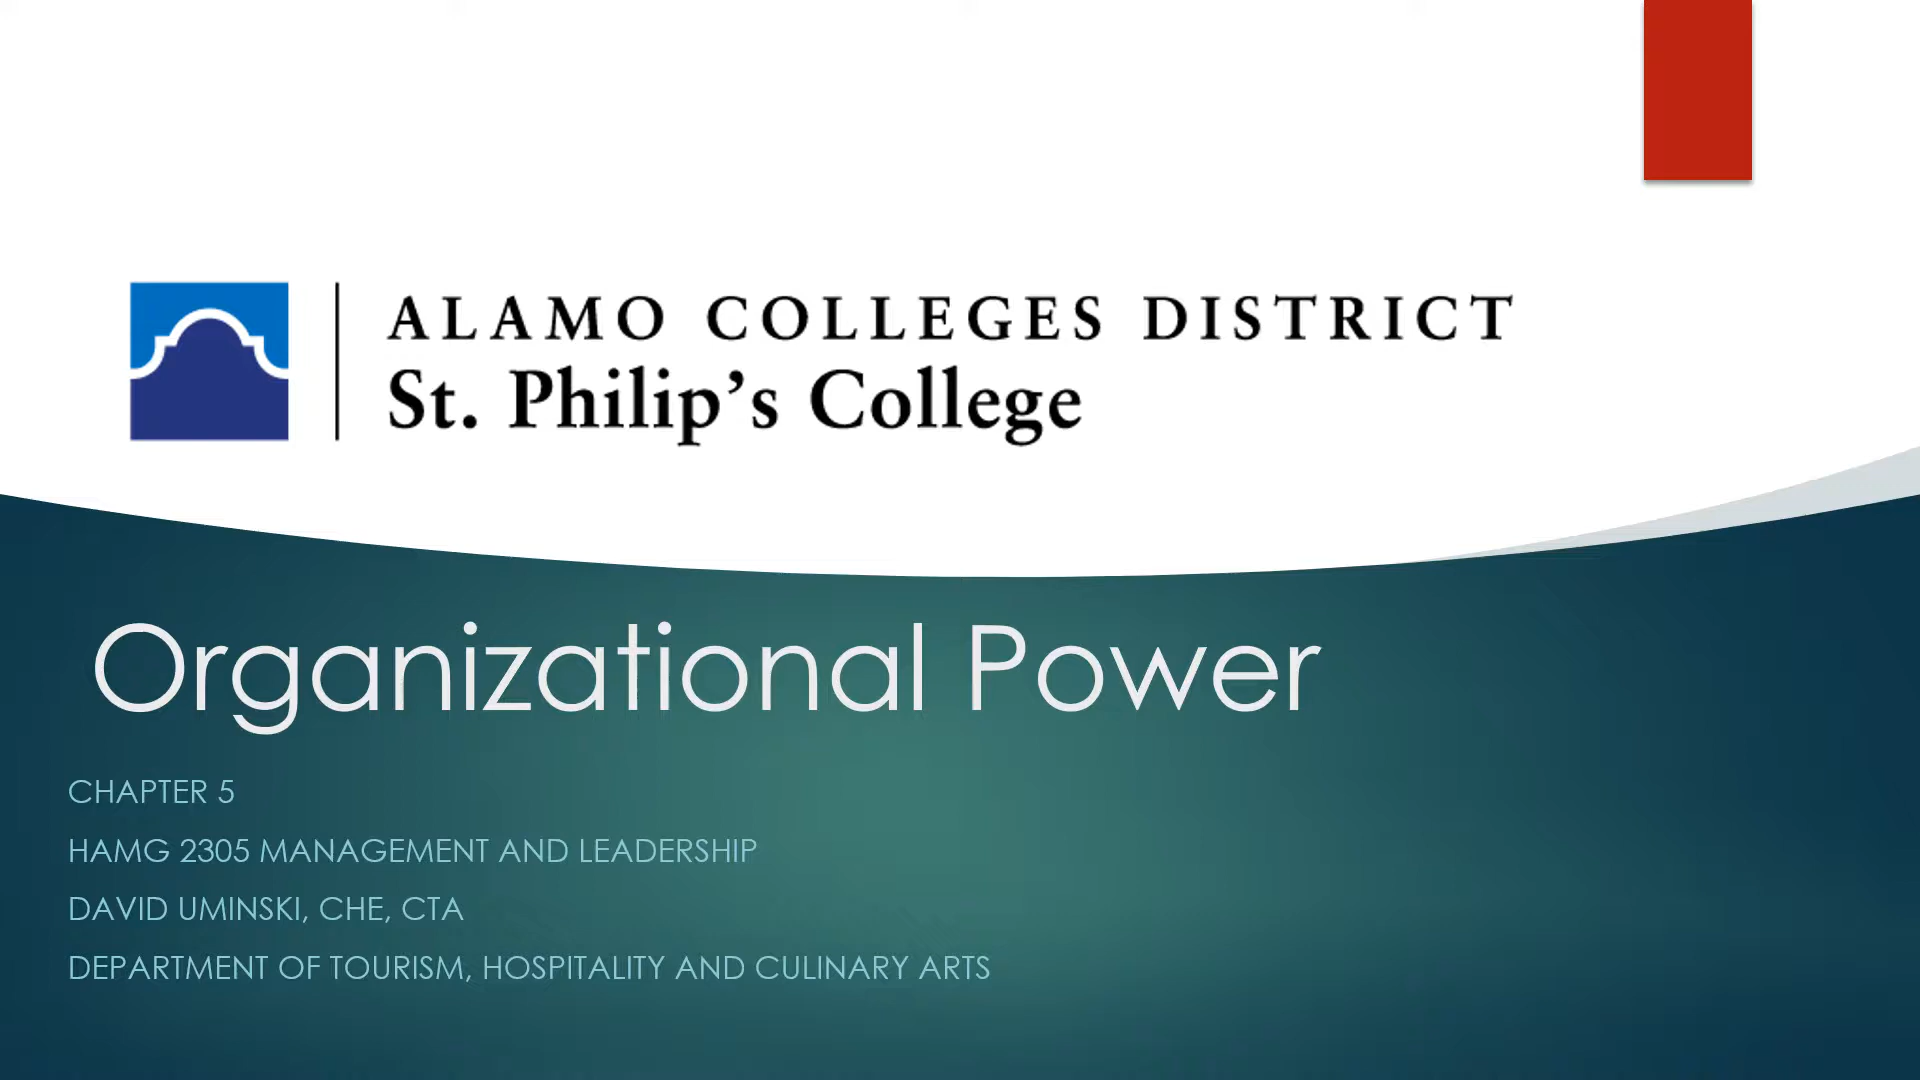 ALAMO COLLEGES DISTRICT
St. Philip’s College
Organizational Power
CHAPTER 5
HAMG 2305 MANAGEMENT AND LEADERSHIP
DAVID UMINSKI, CHE, CTA
DEPARTMENT OF TOURISM, HOSPITALITY AND CULINARY ARTS